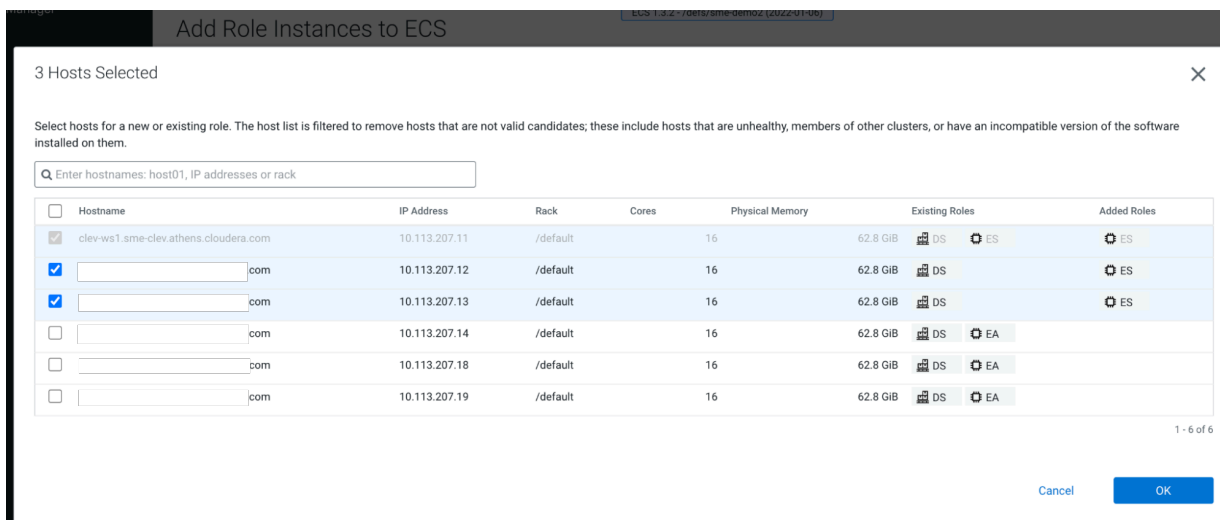 Manager
ECS 1.3.2 - /defs/sme-demo2 (2022-01-06)
Add Role Instances to ECS
3 Hosts Selected
Select hosts for a new or existing role. The host list is filtered to remove hosts that are not valid candidates; these include hosts that are unhealthy, members of other clusters, or have an incompatible version of the software
installed on them.
Enter hostnames: host01, IP addresses or rack
Hostname IP Address Rack Cores Physical Memory Existing Roles Added Roles
clev-ws1.sme-clev.athens.cloudera.com 10.113.207.11 /default 16 62.8 GiB DS ES ES
com 10.113.207.12 /default 16 62.8 GiB DS ES
com 10.113.207.13 /default 16 62.8 GiB DS ES
com 10.113.207.14 /default 16 62.8 GiB DS EA
com 10.113.207.18 /default 16 62.8 GiB DS EA
com 10.113.207.19 /default 16 62.8 GiB DS EA
1 - 6 of 6
Cancel OK